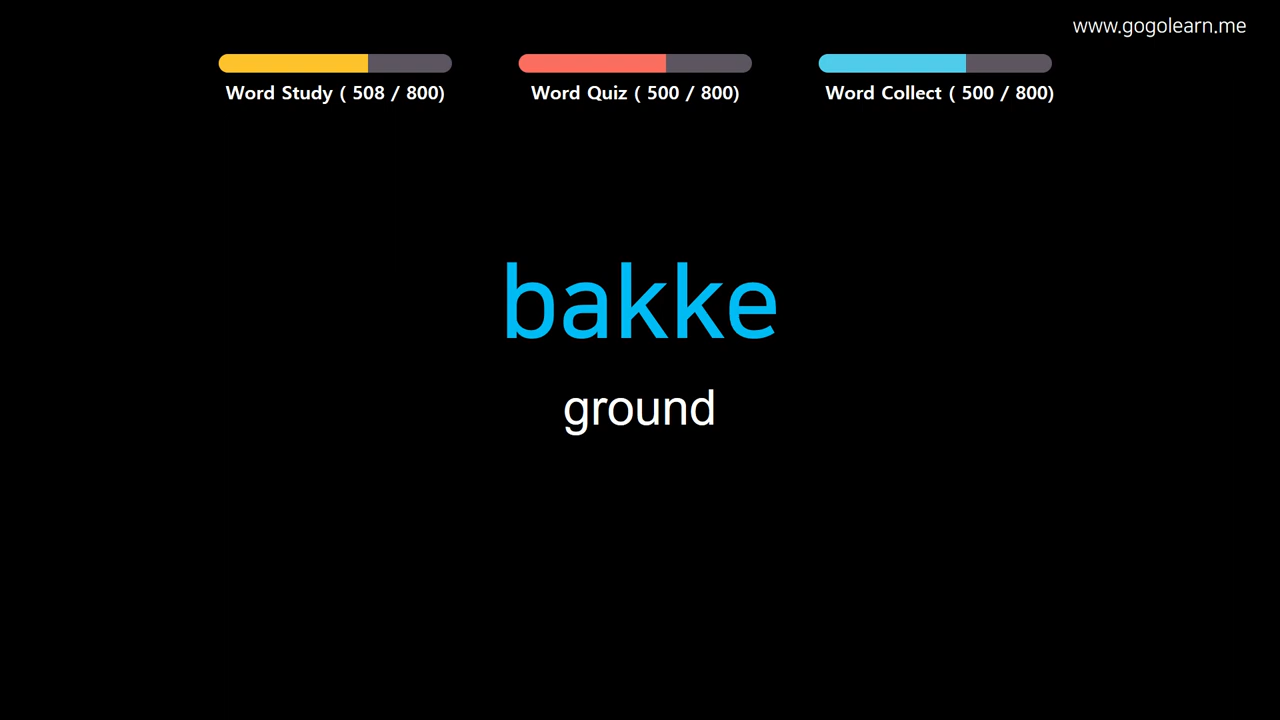 www.gogolearn.me
Word Study ( 508 / 800)
Word Quiz ( 500 / 800)
Word Collect ( 500 / 800)
bakke
ground